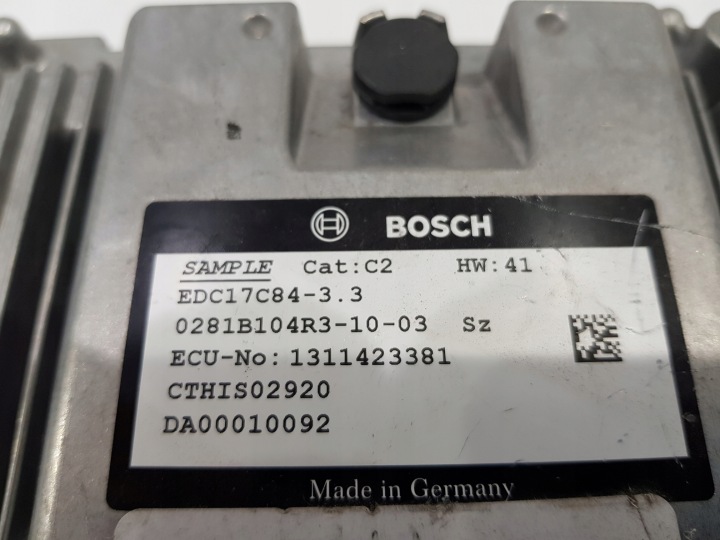 BOSCH
SAMPLE Cat:C2 HW:41
EDC17C84-3.3
0281B104R3-10-03 Sz
ECU-No:1311423381
CTHIS02920
DA00010092
Made in Germany